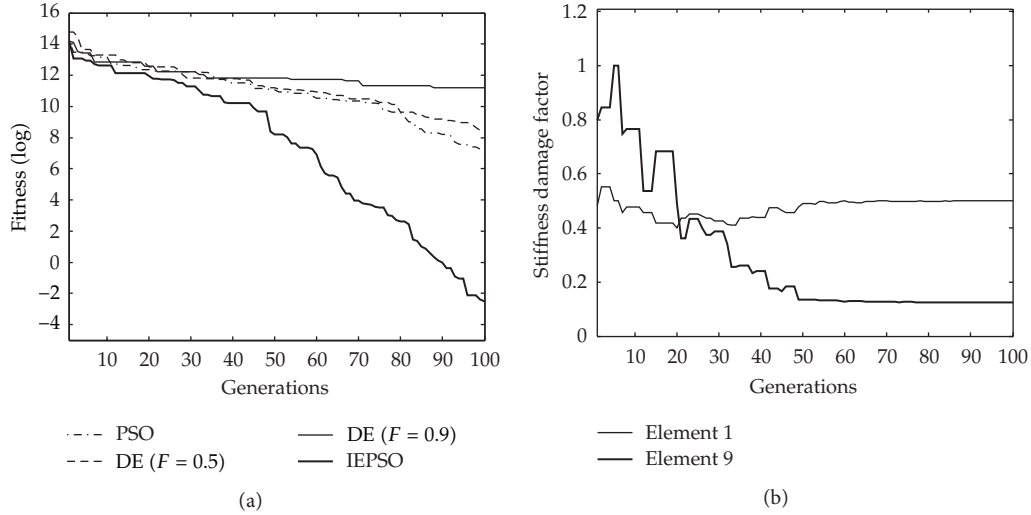 16
14
12
10
8
6
4
2
0
−2
−4
Fitness (log)
10 20 30 40 50 60 70 80 90 100
Generations
PSO
DE (F = 0.5)
DE (F = 0.9)
IEPSO
(a)
1.2
1
0.8
0.6
0.4
0.2
0
Stiffness damage factor
10 20 30 40 50 60 70 80 90 100
Generations
Element 1
Element 9
(b)